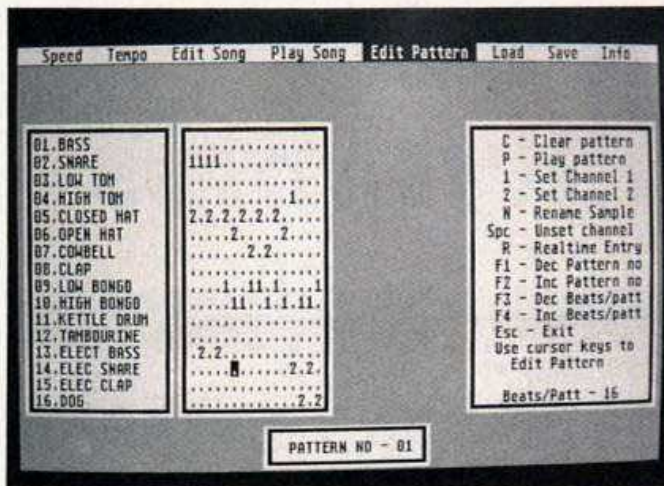 Speed Tempo Edit Song Play Song Edit Pattern Load Save Info
01.BASS ................
02.SNARE 1111............
03.LOW TOM ................
04.HIGH TOM ............1...
05.CLOSED HAT 2.2.2.2.2.2.....
06.OPEN HAT .....2.....2....
07.COWBELL .......2.2......
08.CLAP ................
09.LOW BONGO ....1..11.1....1
10.HIGH BONGO .....11..1.1.11.
11.KETTLE DRUM ................
12.TAMBOURINE ................
13.ELECT BASS .2.2............
14.ELEC SNARE ............2.2.
15.ELEC CLAP ................
16.DOG .............2.2
C - Clear pattern
P - Play pattern
1 - Set Channel 1
2 - Set Channel 2
N - Rename Sample
Spc - Unset channel
R - Realtime Entry
F1 - Dec Pattern no
F2 - Inc Pattern no
F3 - Dec Beats/patt
F4 - Inc Beats/patt
Esc - Exit
Use cursor keys to
Edit Pattern
Beats/Patt - 16
PATTERN NO - 01